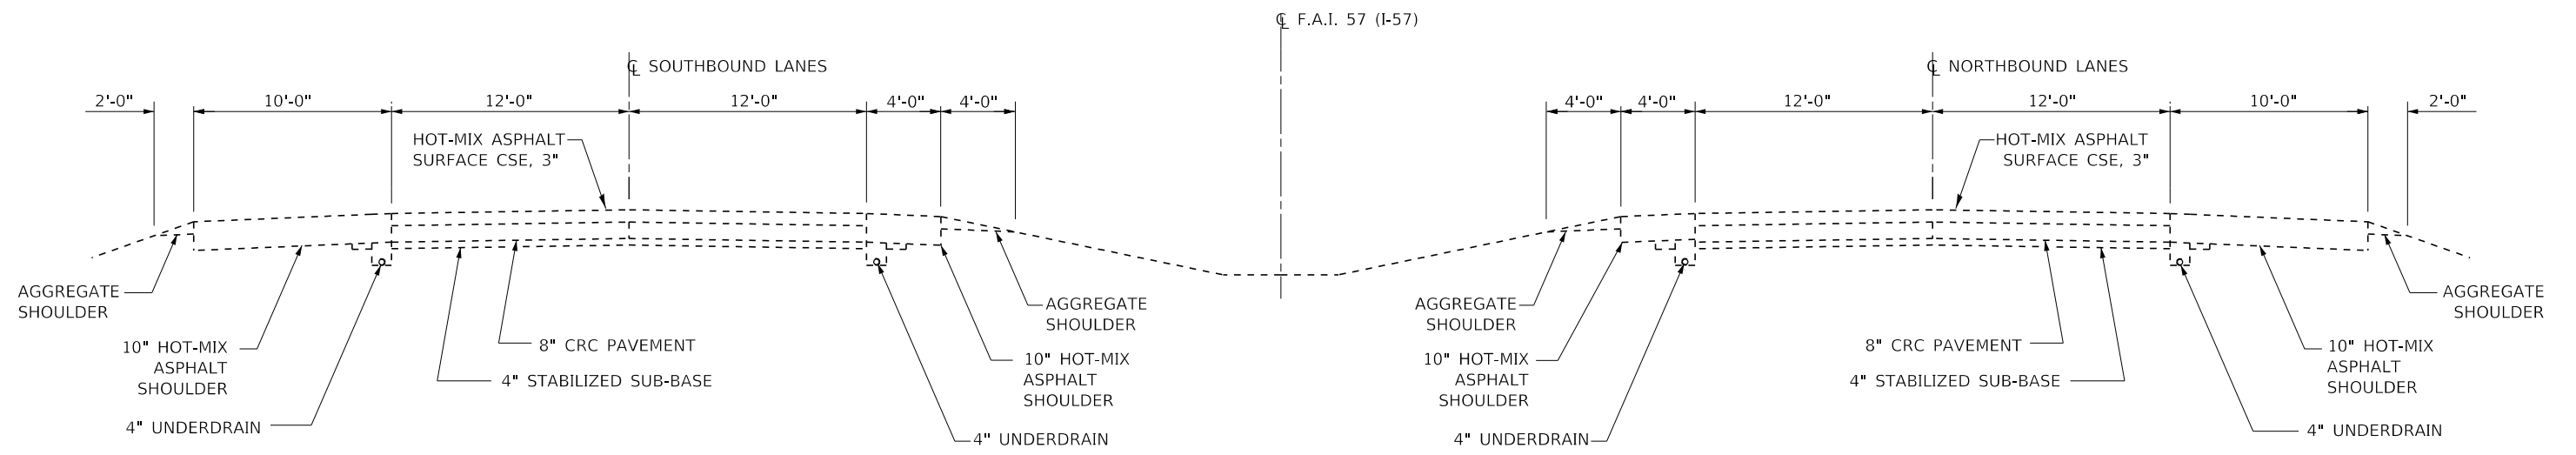 ℄ F.A.I. 57 (I-57)
℄ SOUTHBOUND LANES
℄ NORTHBOUND LANES
2'-0"
10'-0"
12'-0"
12'-0"
4'-0"
4'-0"
4'-0"
4'-0"
12'-0"
12'-0"
10'-0"
2'-0"
HOT-MIX ASPHALT
SURFACE CSE, 3"
HOT-MIX ASPHALT
SURFACE CSE, 3"
AGGREGATE
SHOULDER
10" HOT-MIX
ASPHALT
SHOULDER
4" UNDERDRAIN
8" CRC PAVEMENT
4" STABILIZED SUB-BASE
AGGREGATE
SHOULDER
10" HOT-MIX
ASPHALT
SHOULDER
4" UNDERDRAIN
AGGREGATE
SHOULDER
10" HOT-MIX
ASPHALT
SHOULDER
4" UNDERDRAIN
8" CRC PAVEMENT
4" STABILIZED SUB-BASE
AGGREGATE
SHOULDER
10" HOT-MIX
ASPHALT
SHOULDER
4" UNDERDRAIN